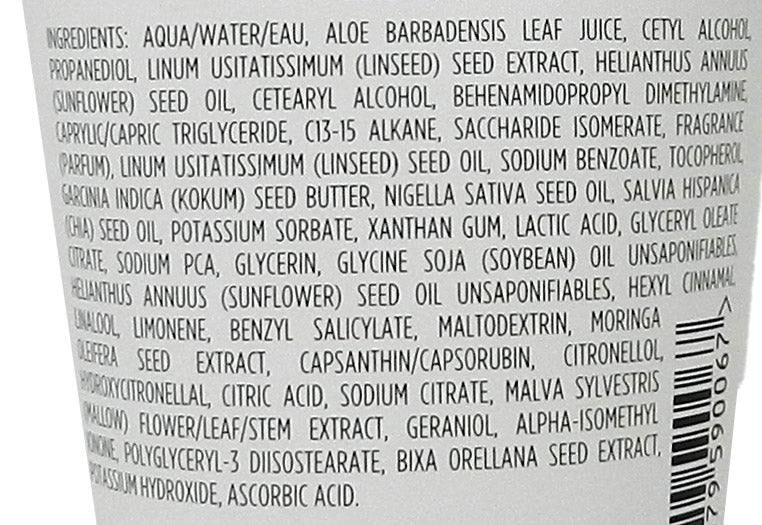 INGREDIENTS: AQUA/WATER/EAU, ALOE BARBADENSIS LEAF JUICE, CETYL ALCOHOL,
PROPANEDIOL, LINUM USITATISSIMUM (LINSEED) SEED EXTRACT, HELIANTHUS ANNUUS
(SUNFLOWER) SEED OIL, CETEARYL ALCOHOL, BEHENAMIDOPROPYL DIMETHYLAMINE,
CAPRYLIC/CAPRIC TRIGLYCERIDE, C13-15 ALKANE, SACCHARIDE ISOMERATE, FRAGRANCE
(PARFUM), LINUM USITATISSIMUM (LINSEED) SEED OIL, SODIUM BENZOATE, TOCOPHEROL,
GARCINIA INDICA (KOKUM) SEED BUTTER, NIGELLA SATIVA SEED OIL, SALVIA HISPANICA
(CHIA) SEED OIL, POTASSIUM SORBATE, XANTHAN GUM, LACTIC ACID, GLYCERYL OLEATE
CITRATE, SODIUM PCA, GLYCERIN, GLYCINE SOJA (SOYBEAN) OIL UNSAPONIFIABLES,
HELIANTHUS ANNUUS (SUNFLOWER) SEED OIL UNSAPONIFIABLES, HEXYL CINNAMAL,
LINALOOL, LIMONENE, BENZYL SALICYLATE, MALTODEXTRIN, MORINGA
OLEIFERA SEED EXTRACT, CAPSANTHIN/CAPSORUBIN, CITRONELLOL,
HYDROXYCITRONELLAL, CITRIC ACID, SODIUM CITRATE, MALVA SYLVESTRIS
(MALLOW) FLOWER/LEAF/STEM EXTRACT, GERANIOL, ALPHA-ISOMETHYL
IONONE, POLYGLYCERYL-3 DIISOSTEARATE, BIXA ORELLANA SEED EXTRACT,
POTASSIUM HYDROXIDE, ASCORBIC ACID.
79590067>